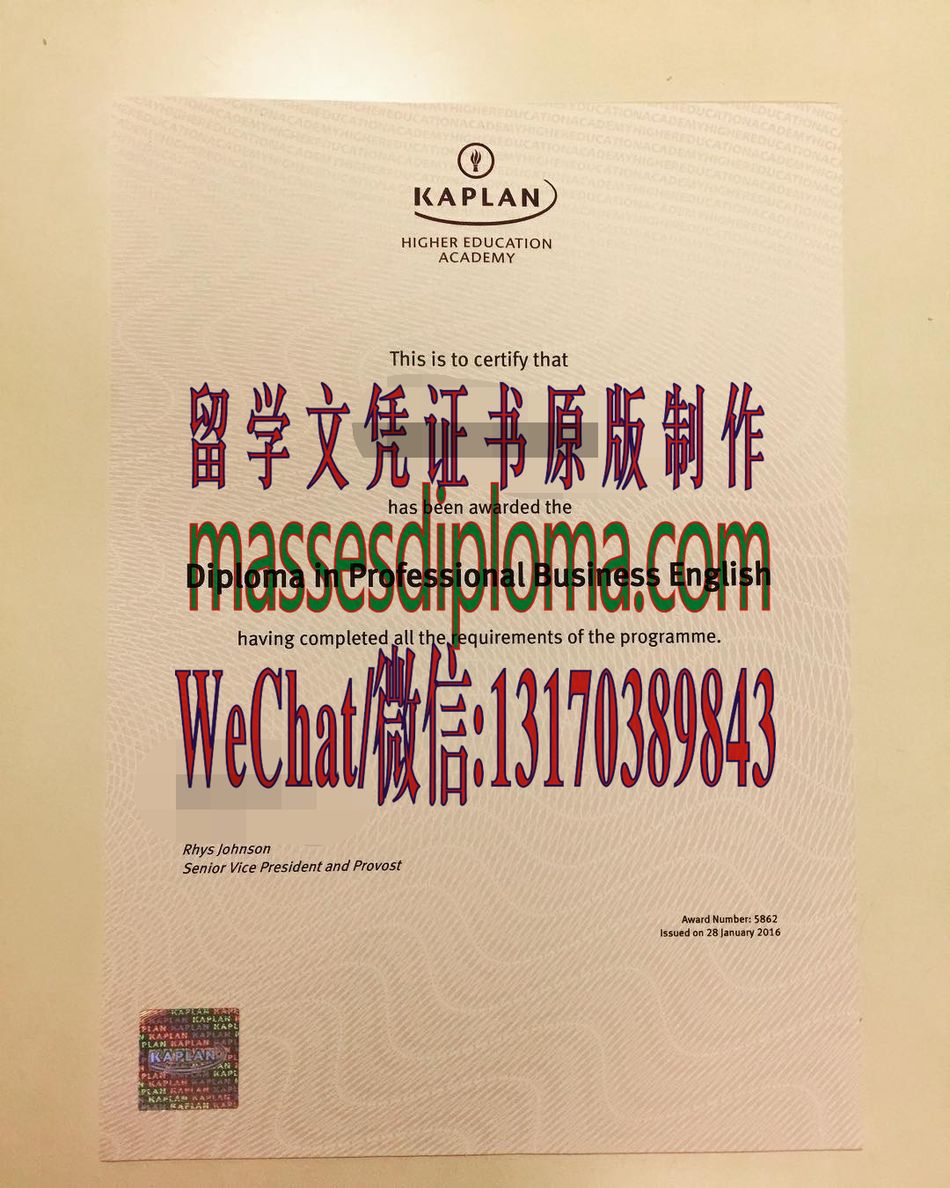 KAPLAN
HIGHER EDUCATION
ACADEMY
This is to certify that
留学文凭证书原版制作
has been awarded the
massesdiploma.com
Diploma in Professional Business English
having completed all the requirements of the programme.
WeChat/微信:13170389843
Rhys Johnson
Senior Vice President and Provost
Award Number: 5862
Issued on 28 January 2016
KAPLAN